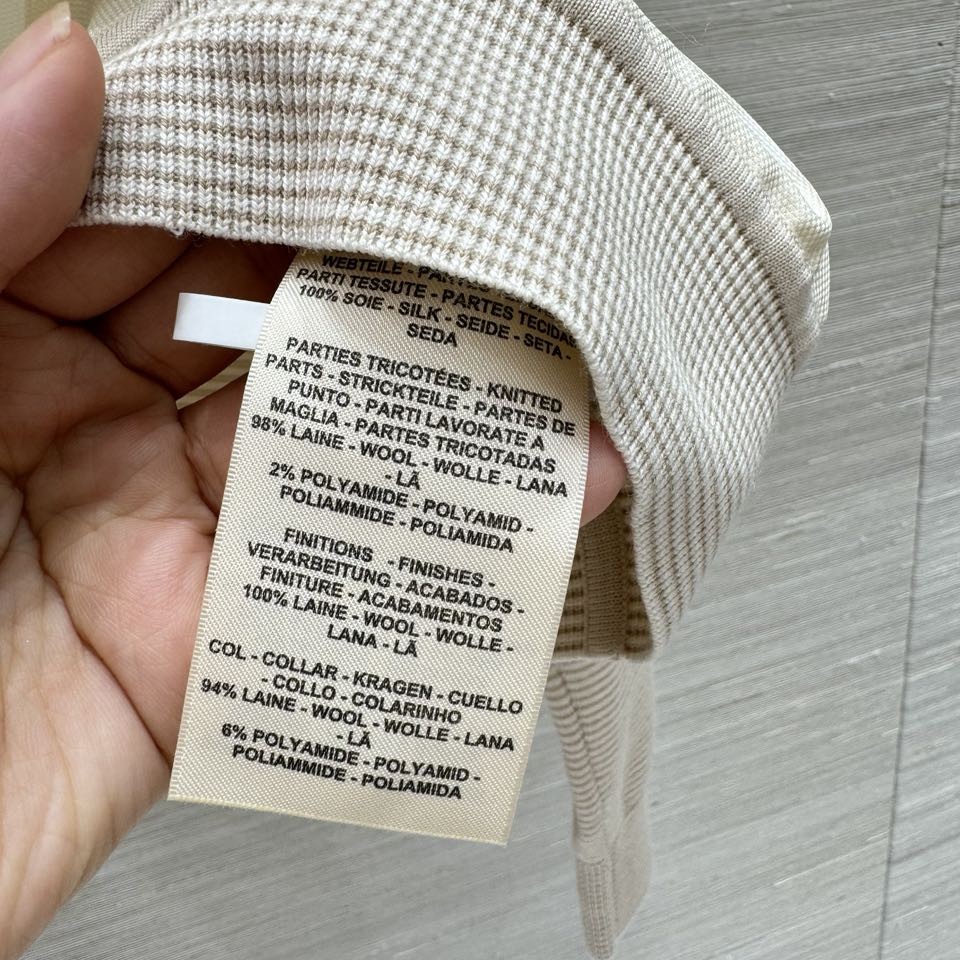 WEBTEILE -
PARTI TESSUTE - PARTES TECIDAS
100% SOIE - SILK - SEIDE - SETA -
SEDA
PARTIES TRICOTÉES - KNITTED
PARTS - STRICKTEILE - PARTES DE
PUNTO - PARTI LAVORATE A
MAGLIA - PARTES TRICOTADAS
98% LAINE - WOOL - WOLLE - LANA
- LÃ
2% POLYAMIDE - POLYAMID -
POLIAMMIDE - POLIAMIDA
FINITIONS - FINISHES -
VERARBEITUNG - ACABADOS -
FINITURE - ACABAMENTOS
100% LAINE - WOOL - WOLLE -
LANA - LÃ
COL - COLLAR - KRAGEN - CUELLO
- COLLO - COLARINHO
94% LAINE - WOOL - WOLLE - LANA
- LÃ
6% POLYAMIDE - POLYAMID -
POLIAMMIDE - POLIAMIDA